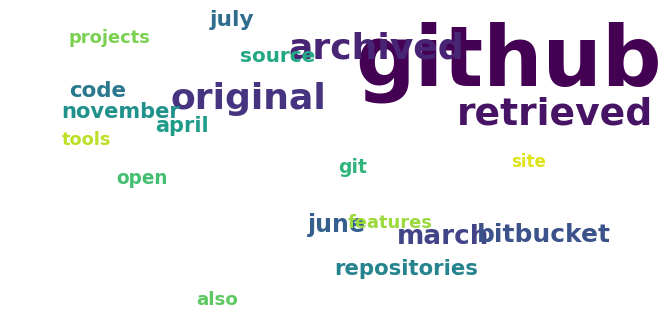 july
projects
archived
source
github
code
original
november
retrieved
april
tools
site
git
open
june
features
march
bitbucket
repositories
also